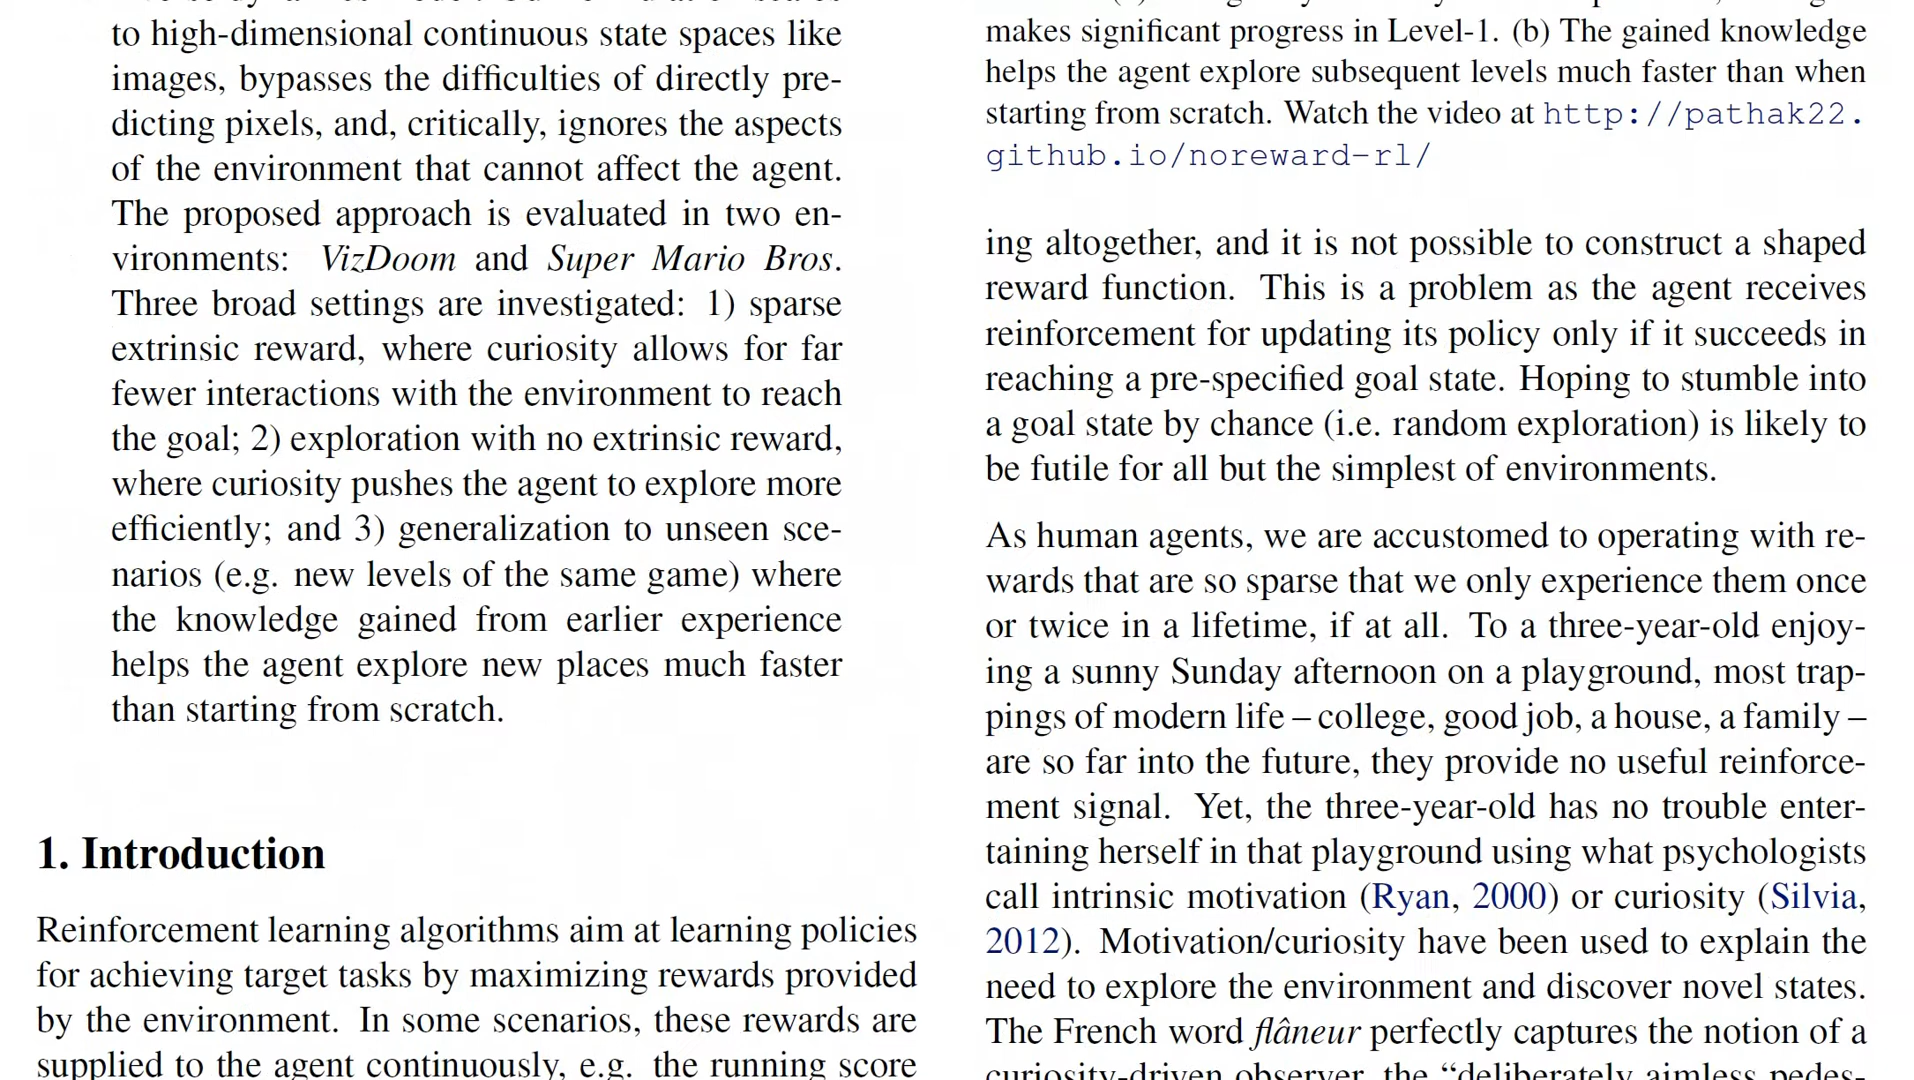 to high-dimensional continuous state spaces like
images, bypasses the difficulties of directly pre-
dicting pixels, and, critically, ignores the aspects
of the environment that cannot affect the agent.
The proposed approach is evaluated in two en-
vironments: VizDoom and Super Mario Bros.
Three broad settings are investigated: 1) sparse
extrinsic reward, where curiosity allows for far
fewer interactions with the environment to reach
the goal; 2) exploration with no extrinsic reward,
where curiosity pushes the agent to explore more
efficiently; and 3) generalization to unseen sce-
narios (e.g. new levels of the same game) where
the knowledge gained from earlier experience
helps the agent explore new places much faster
than starting from scratch.
1. Introduction
Reinforcement learning algorithms aim at learning policies
for achieving target tasks by maximizing rewards provided
by the environment. In some scenarios, these rewards are
supplied to the agent continuously, e.g. the running score
makes significant progress in Level-1. (b) The gained knowledge
helps the agent explore subsequent levels much faster than when
starting from scratch. Watch the video at http://pathak22.
github.io/noreward-rl/
ing altogether, and it is not possible to construct a shaped
reward function. This is a problem as the agent receives
reinforcement for updating its policy only if it succeeds in
reaching a pre-specified goal state. Hoping to stumble into
a goal state by chance (i.e. random exploration) is likely to
be futile for all but the simplest of environments.
As human agents, we are accustomed to operating with re-
wards that are so sparse that we only experience them once
or twice in a lifetime, if at all. To a three-year-old enjoy-
ing a sunny Sunday afternoon on a playground, most trap-
pings of modern life – college, good job, a house, a family –
are so far into the future, they provide no useful reinforce-
ment signal. Yet, the three-year-old has no trouble enter-
taining herself in that playground using what psychologists
call intrinsic motivation (Ryan, 2000) or curiosity (Silvia,
2012). Motivation/curiosity have been used to explain the
need to explore the environment and discover novel states.
The French word flâneur perfectly captures the notion of a
curiosity-driven observer, the “deliberately aimless pedes-